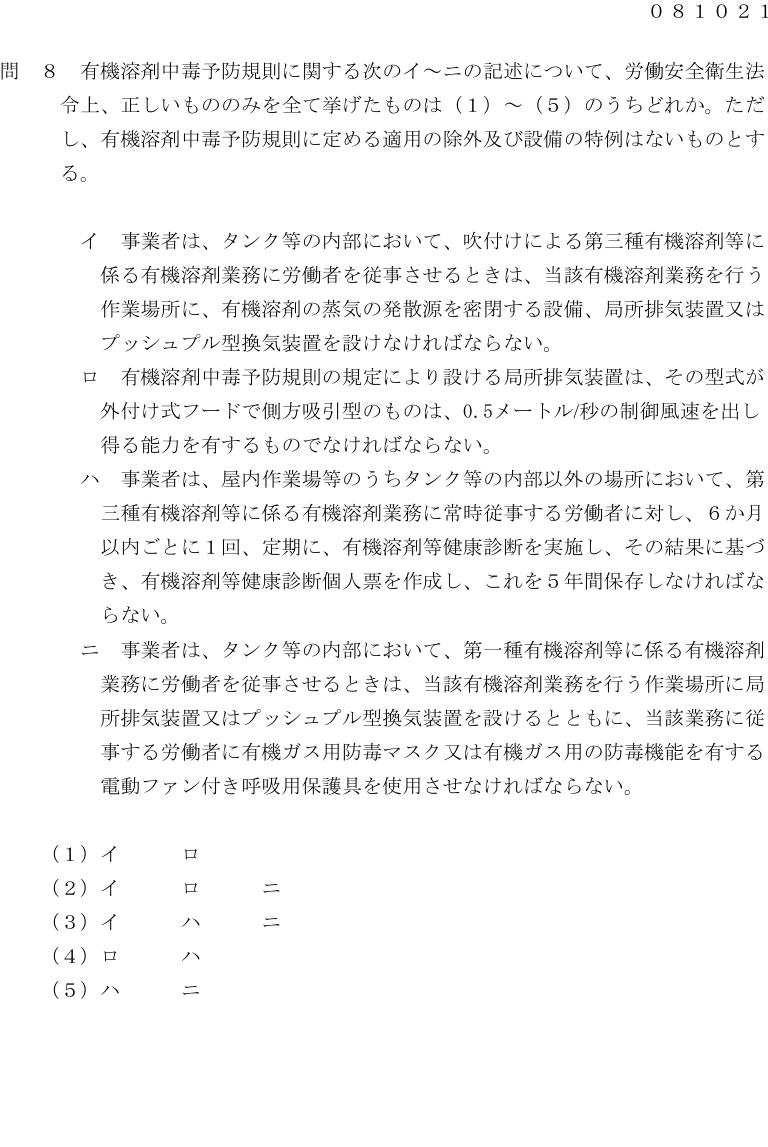 ０８１０２１
問　８　有機溶剤中毒予防規則に関する次のイ～ニの記述について、労働安全衛生法
令上、正しいもののみを全て挙げたものは（１）～（５）のうちどれか。ただ
し、有機溶剤中毒予防規則に定める適用の除外及び設備の特例はないものとす
る。
イ　事業者は、タンク等の内部において、吹付けによる第三種有機溶剤等に
係る有機溶剤業務に労働者を従事させるときは、当該有機溶剤業務を行う
作業場所に、有機溶剤の蒸気の発散源を密閉する設備、局所排気装置又は
プッシュプル型換気装置を設けなければならない。
ロ　有機溶剤中毒予防規則の規定により設ける局所排気装置は、その型式が
外付け式フードで側方吸引型のものは、0.5メートル/秒の制御風速を出し
得る能力を有するものでなければならない。
ハ　事業者は、屋内作業場等のうちタンク等の内部以外の場所において、第
三種有機溶剤等に係る有機溶剤業務に常時従事する労働者に対し、６か月
以内ごとに１回、定期に、有機溶剤等健康診断を実施し、その結果に基づ
き、有機溶剤等健康診断個人票を作成し、これを５年間保存しなければな
らない。
ニ　事業者は、タンク等の内部において、第一種有機溶剤等に係る有機溶剤
業務に労働者を従事させるときは、当該有機溶剤業務を行う作業場所に局
所排気装置又はプッシュプル型換気装置を設けるとともに、当該業務に従
事する労働者に有機ガス用防毒マスク又は有機ガス用の防毒機能を有する
電動ファン付き呼吸用保護具を使用させなければならない。
（１）イ　　　ロ
（２）イ　　　ロ　　　ニ
（３）イ　　　ハ　　　ニ
（４）ロ　　　ハ
（５）ハ　　　ニ